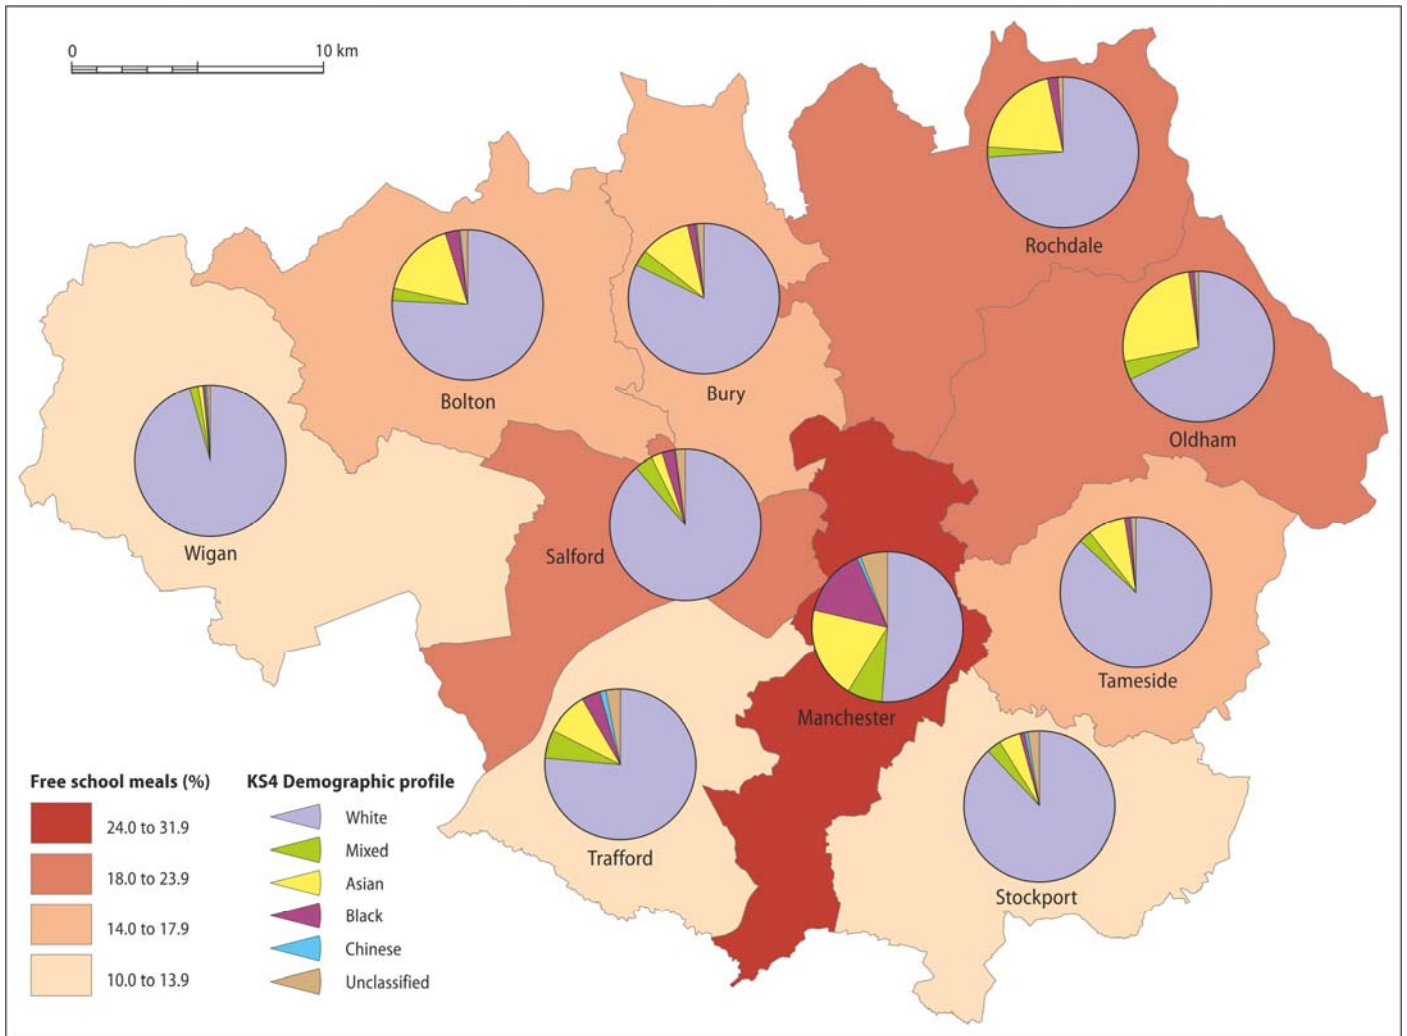 0 10 km
Rochdale
Bolton
Bury
Oldham
Wigan
Salford
Tameside
Manchester
Trafford
Stockport
Free school meals (%)
24.0 to 31.9
18.0 to 23.9
14.0 to 17.9
10.0 to 13.9
KS4 Demographic profile
White
Mixed
Asian
Black
Chinese
Unclassified